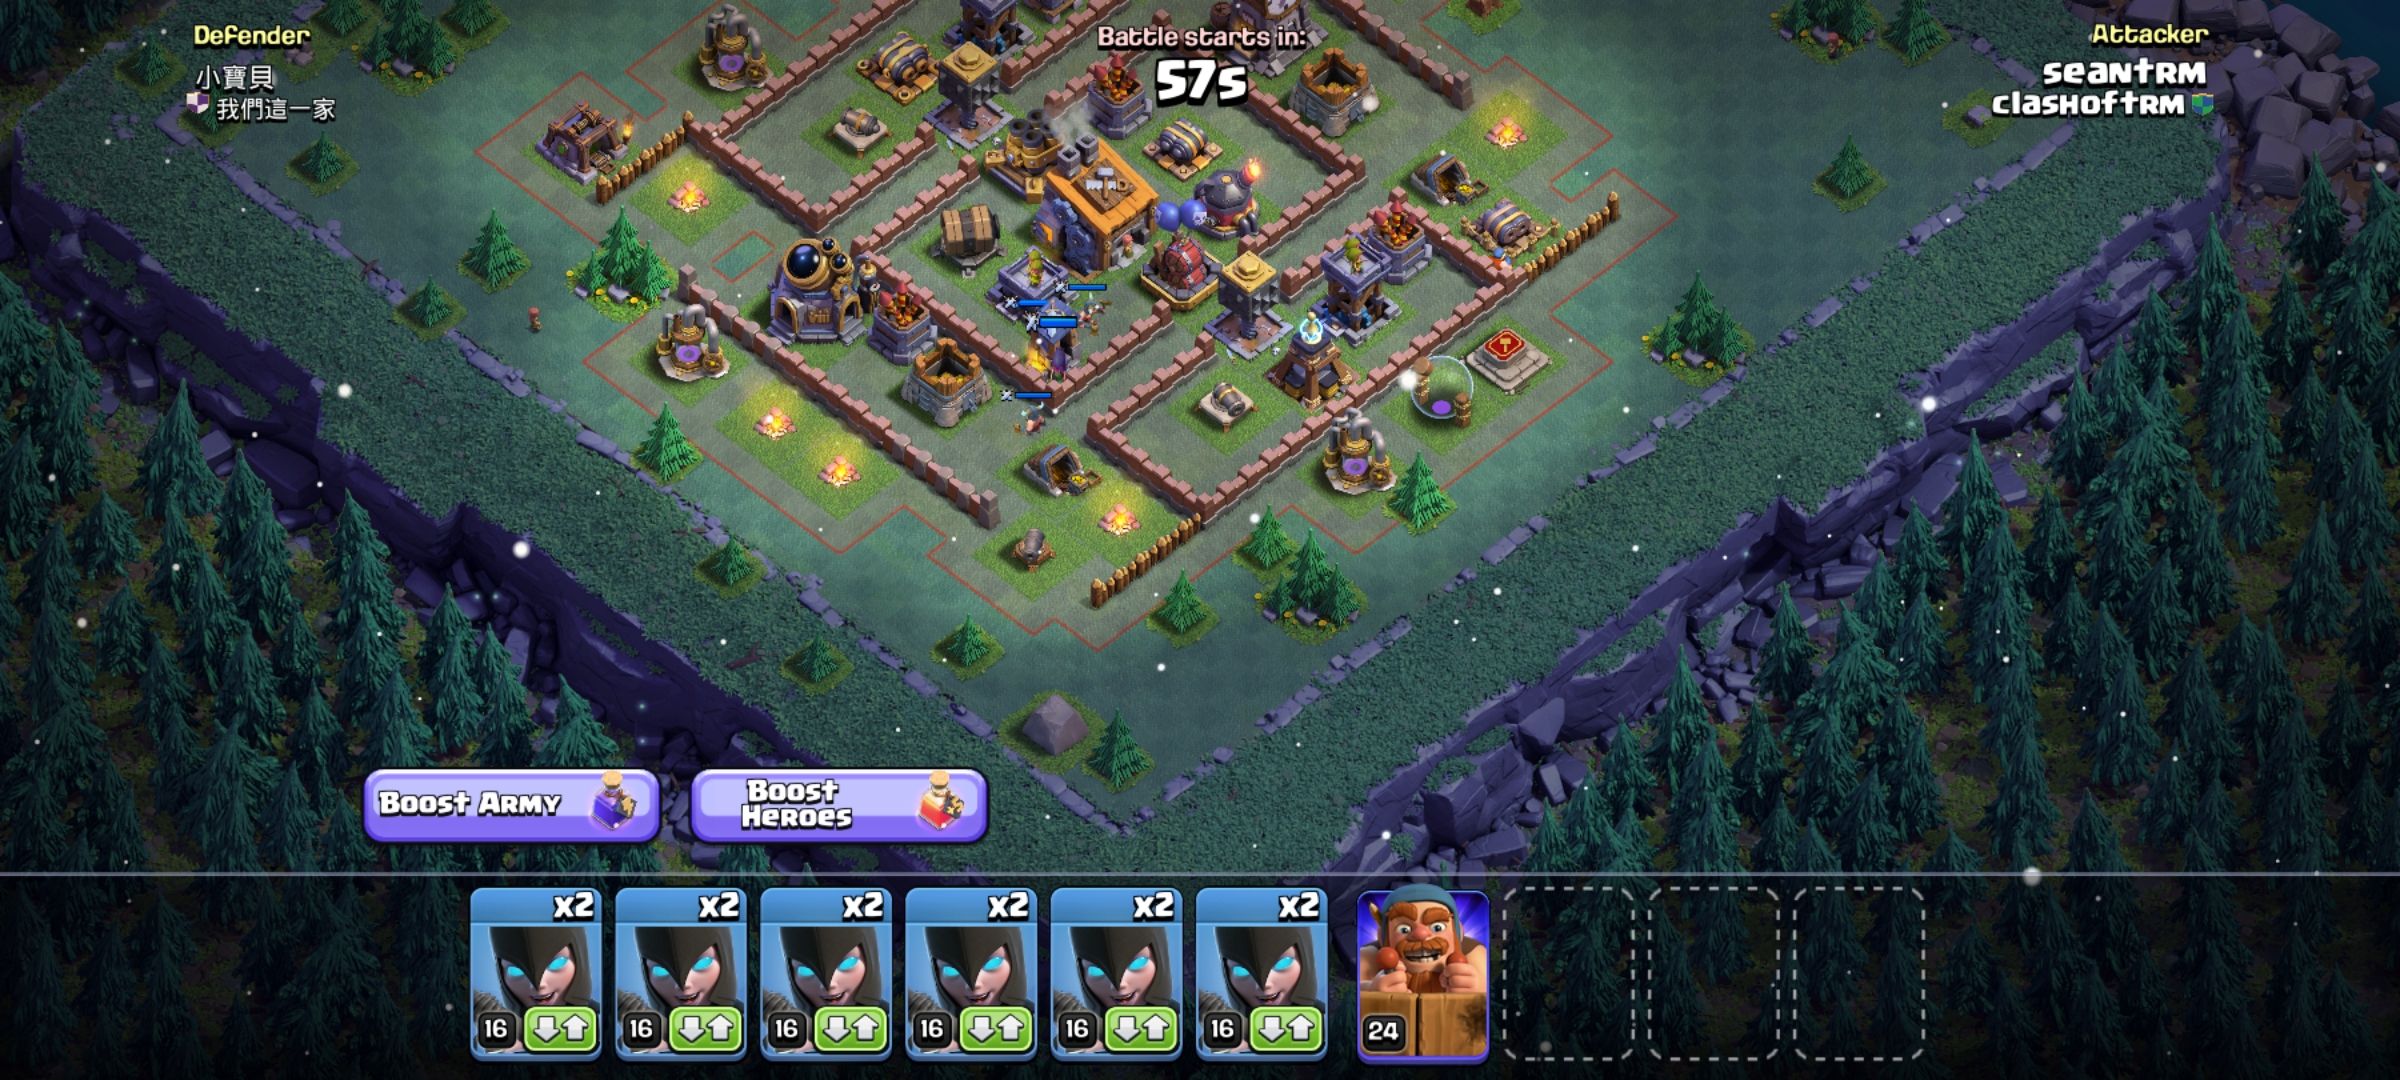 Defender
小寶貝
我們這一家
Battle starts in:
57s
Attacker
seantRM
clashoftRM
Boost Army
Boost
Heroes
x2
x2
x2
x2
x2
x2
16
16
16
16
16
16
24